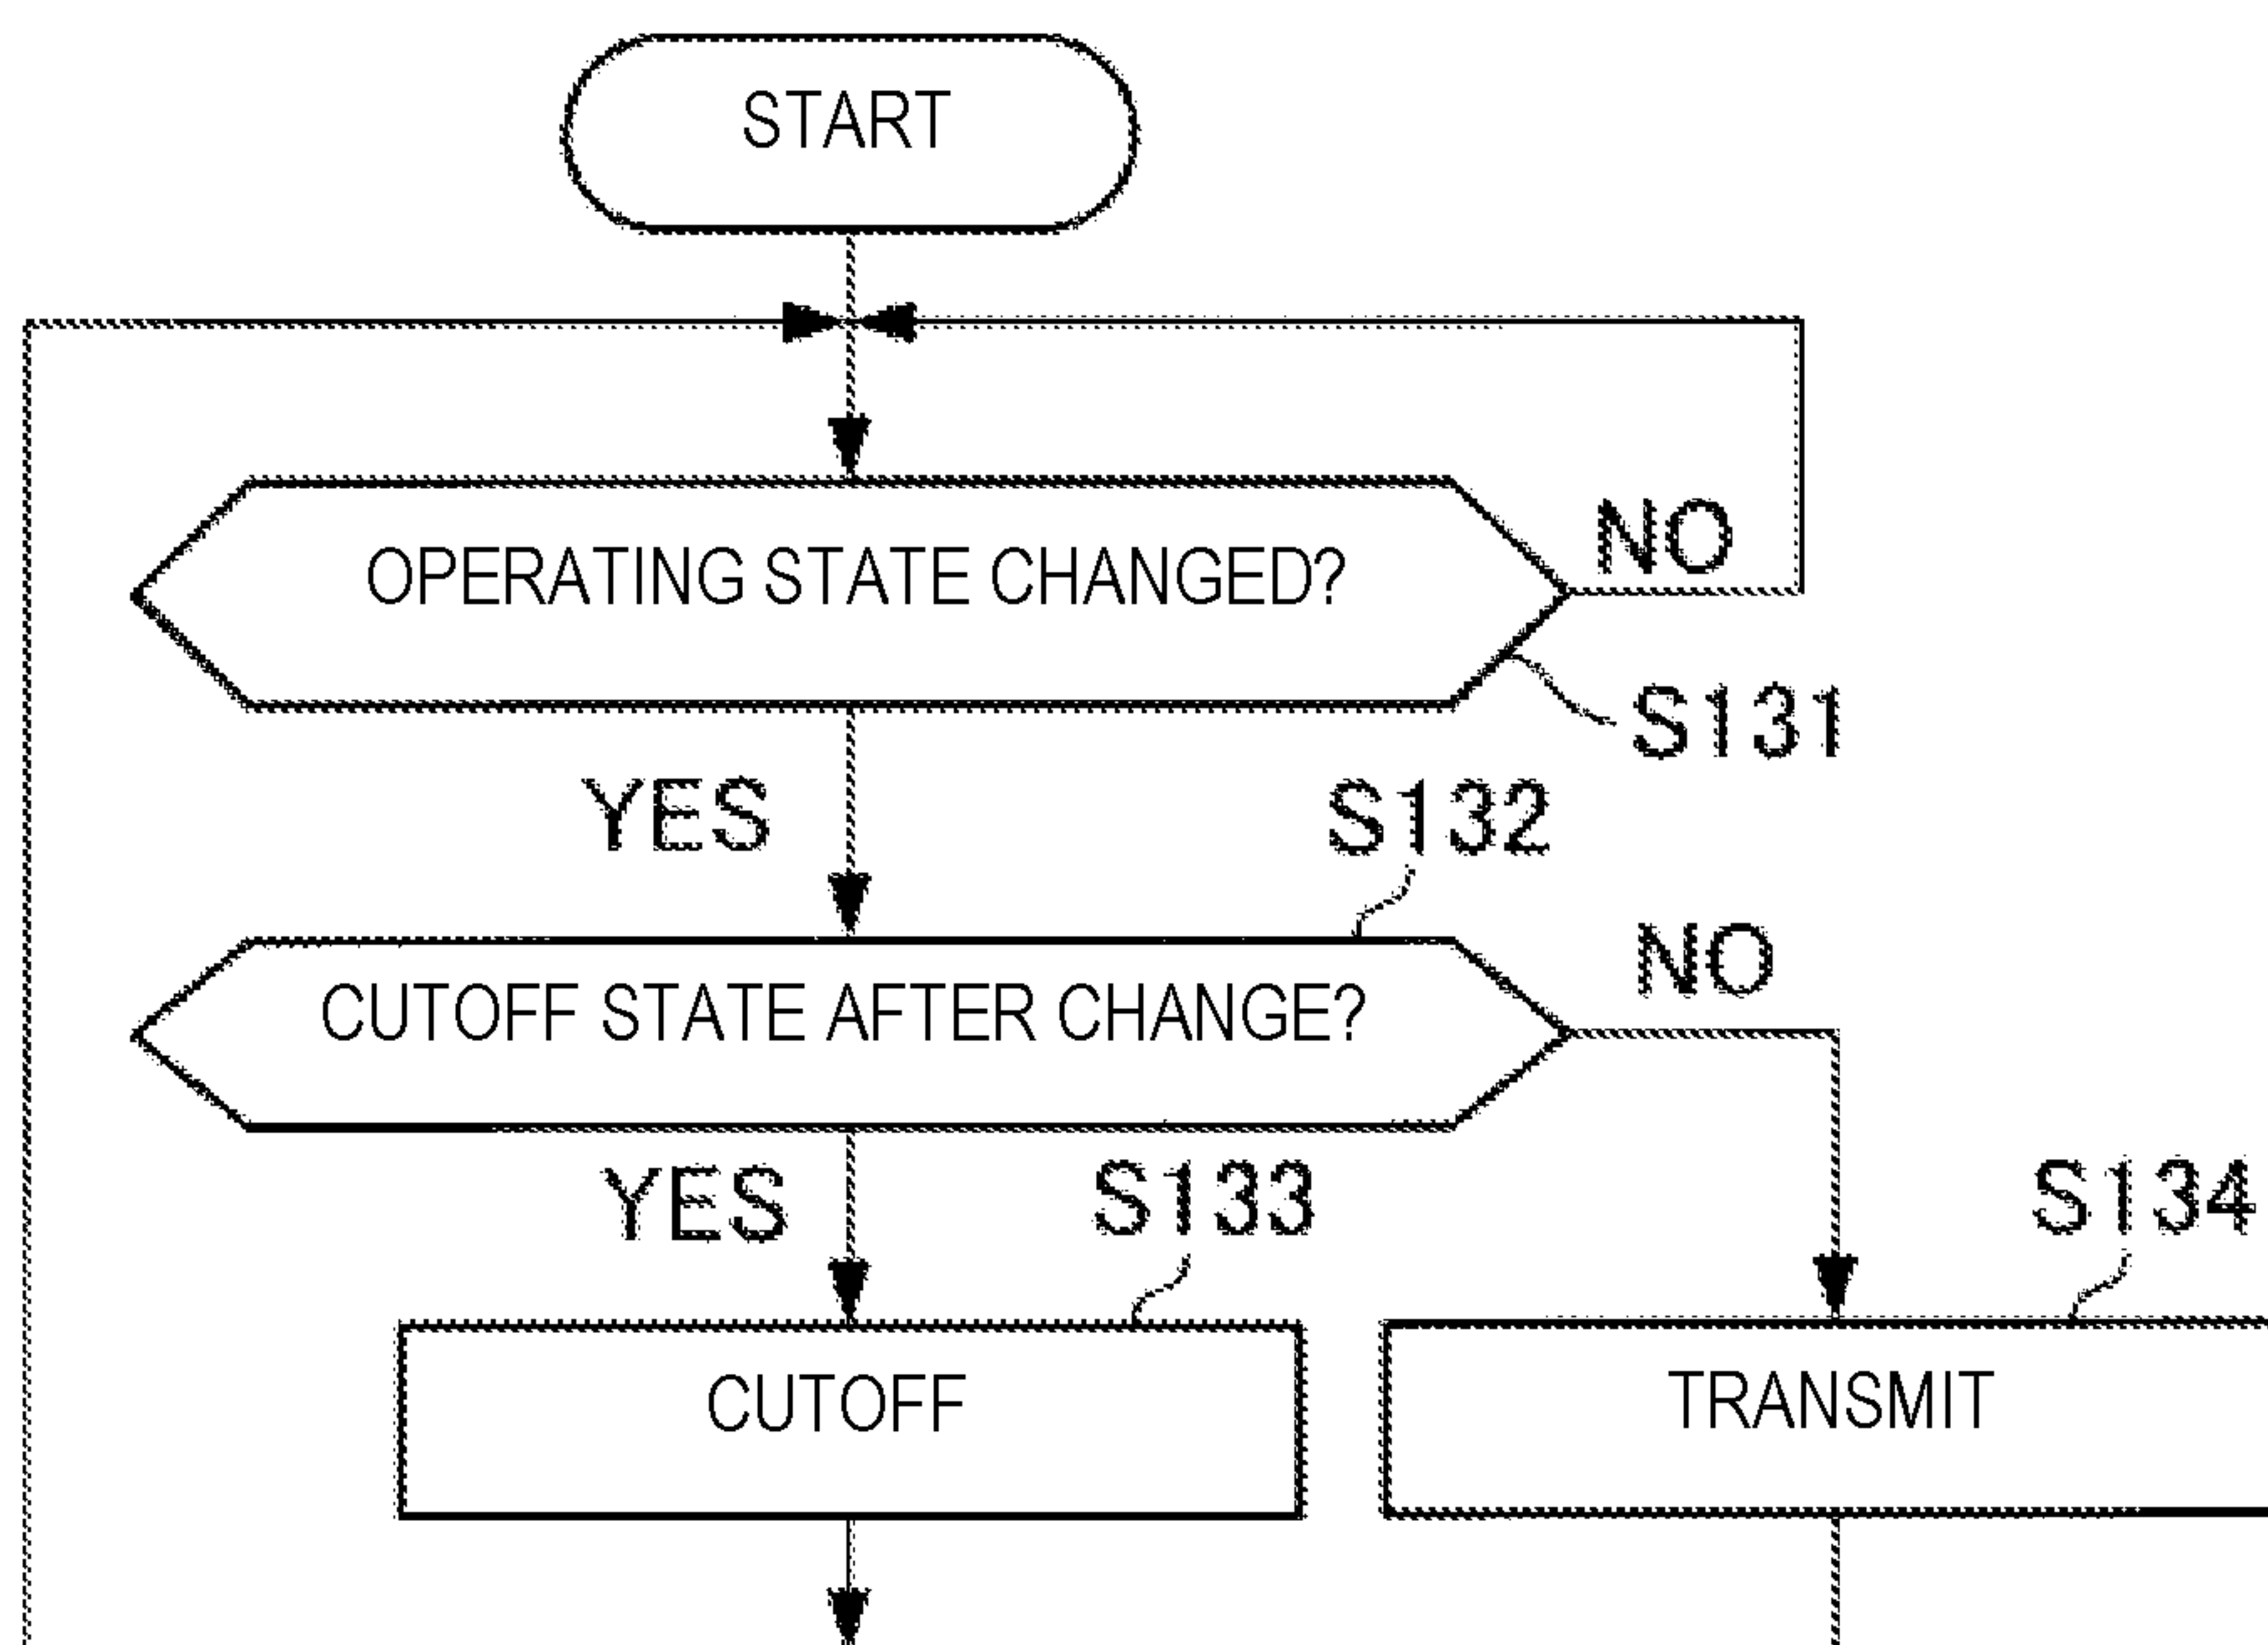 START
OPERATING STATE CHANGED?
NO
S131
YES
S132
CUTOFF STATE AFTER CHANGE?
NO
YES
S133
S134
CUTOFF
TRANSMIT